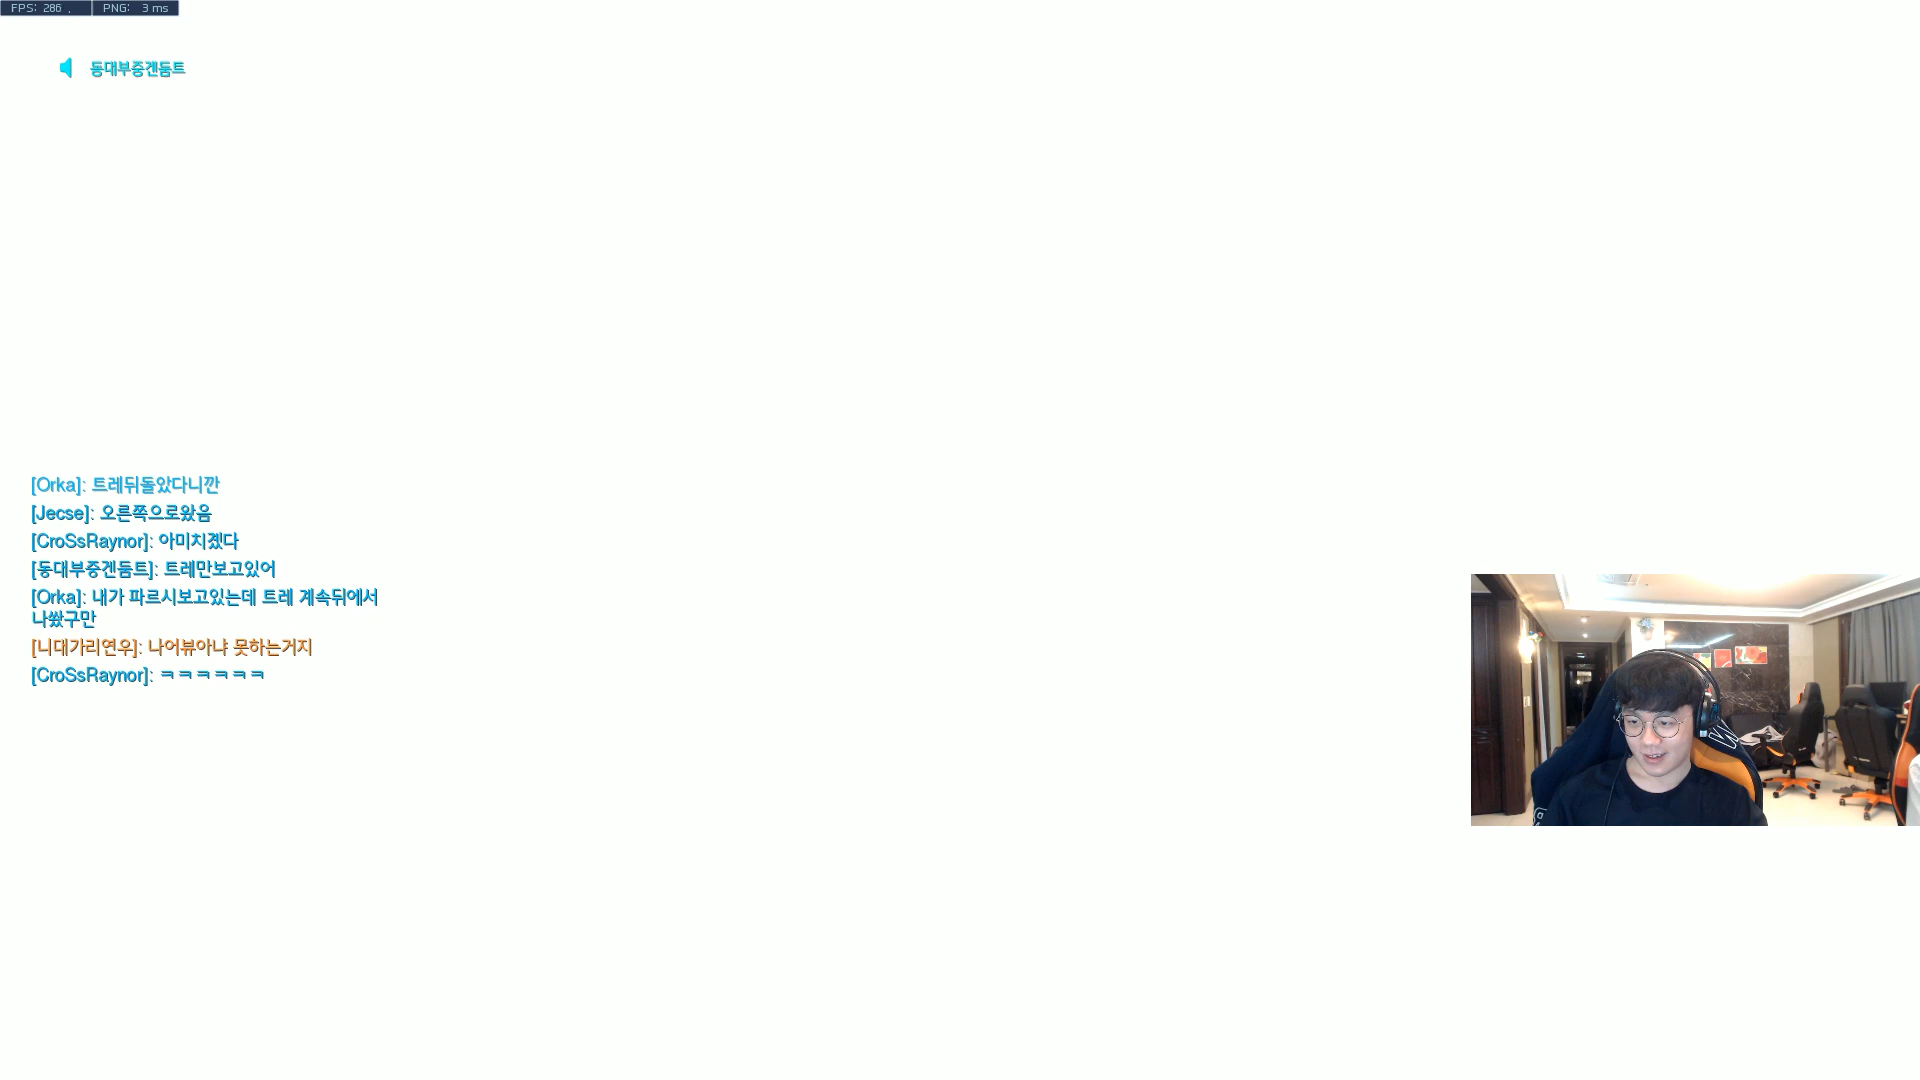 FPS: 286 .
PNG: 3 ms
동대부중겐둠트
[Orka]: 트레뒤돌았다니깐
[Jecse]: 오른쪽으로왔음
[CroSsRaynor]: 아미치겠다
[동대부중겐둠트]: 트레만보고있어
[Orka]: 내가 파르시보고있는데 트레 계속뒤에서
나쐈구만
[니대가리연우]: 나어뷰아냐 못하는거지
[CroSsRaynor]: ㅋㅋㅋㅋㅋㅋ